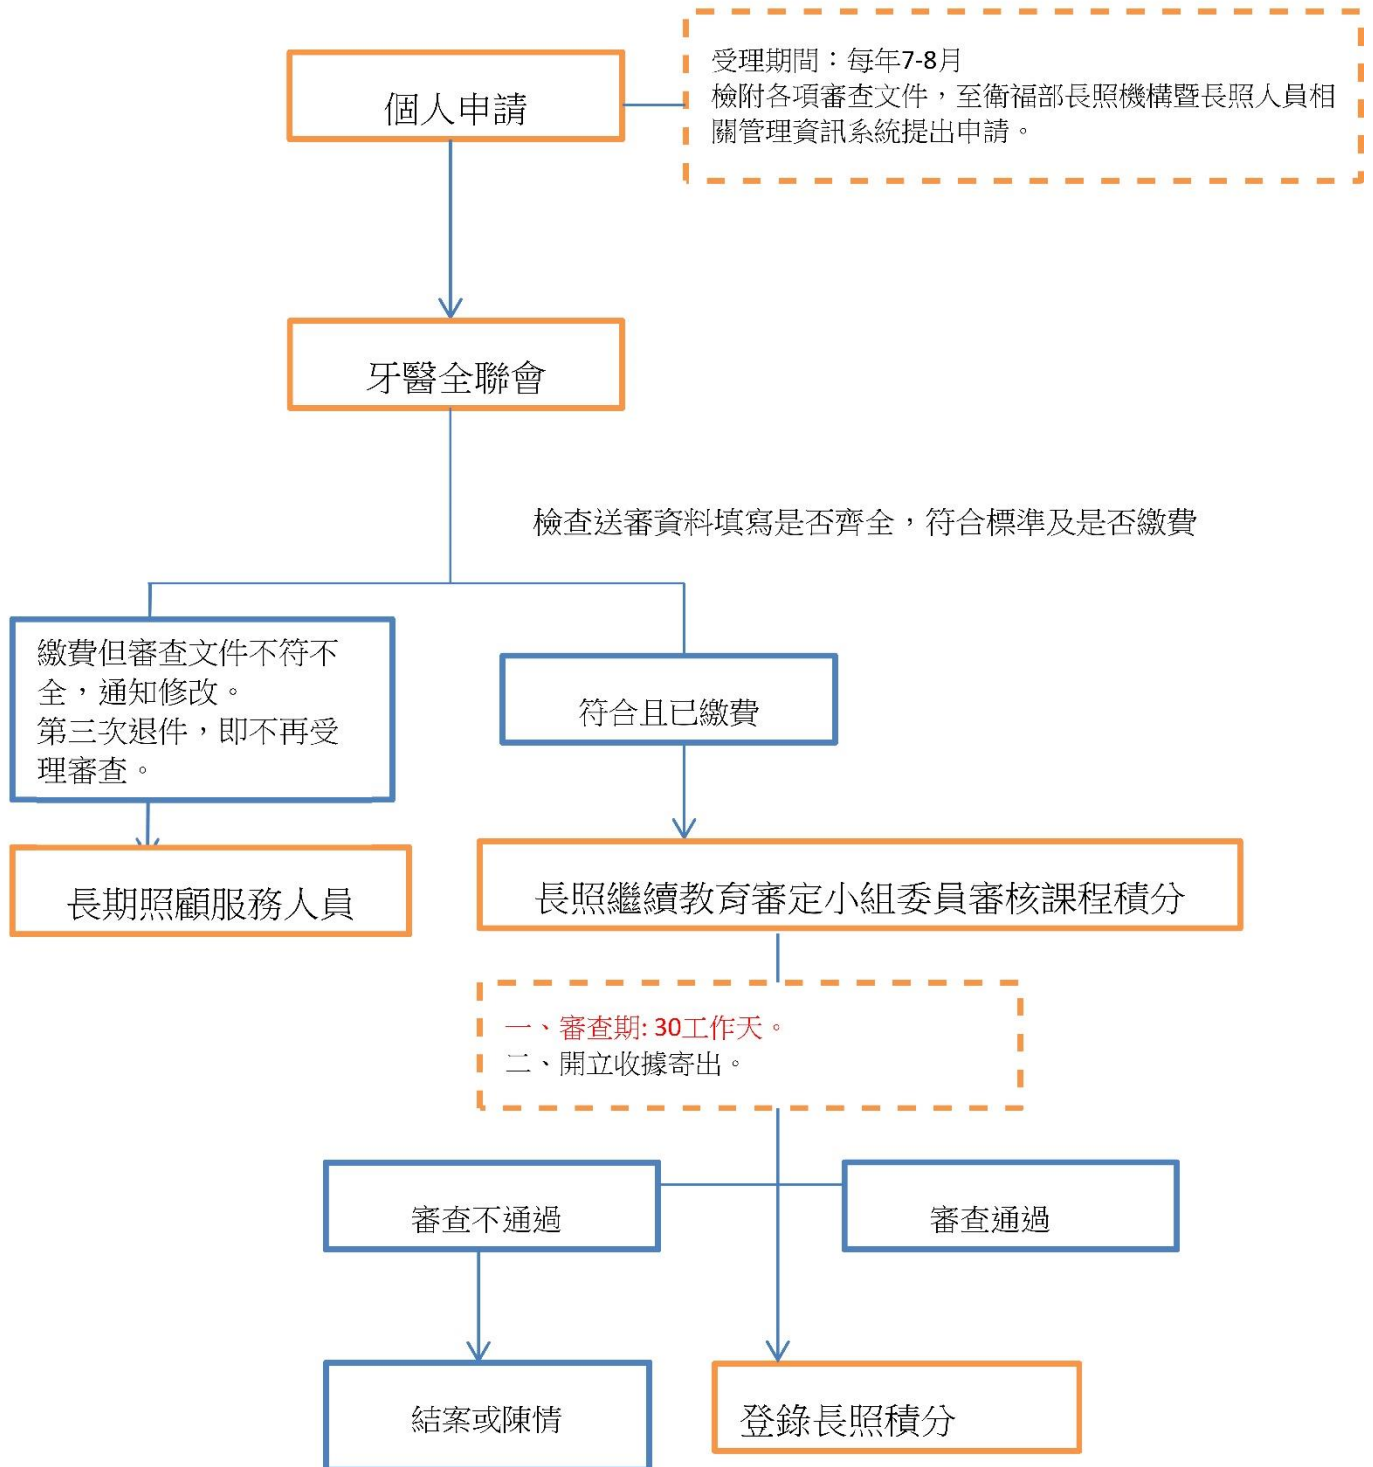 受理期間：每年7-8月
檢附各項審查文件，至衛福部長照機構暨長照人員相
關管理資訊系統提出申請。
個人申請
牙醫全聯會
檢查送審資料填寫是否齊全，符合標準及是否繳費
繳費但審查文件不符不
全，通知修改。
第三次退件，即不再受
理審查。
符合且已繳費
長期照顧服務人員
長照繼續教育審定小組委員審核課程積分
一、審查期: 30工作天。
二、開立收據寄出。
審查不通過
審查通過
結案或陳情
登錄長照積分